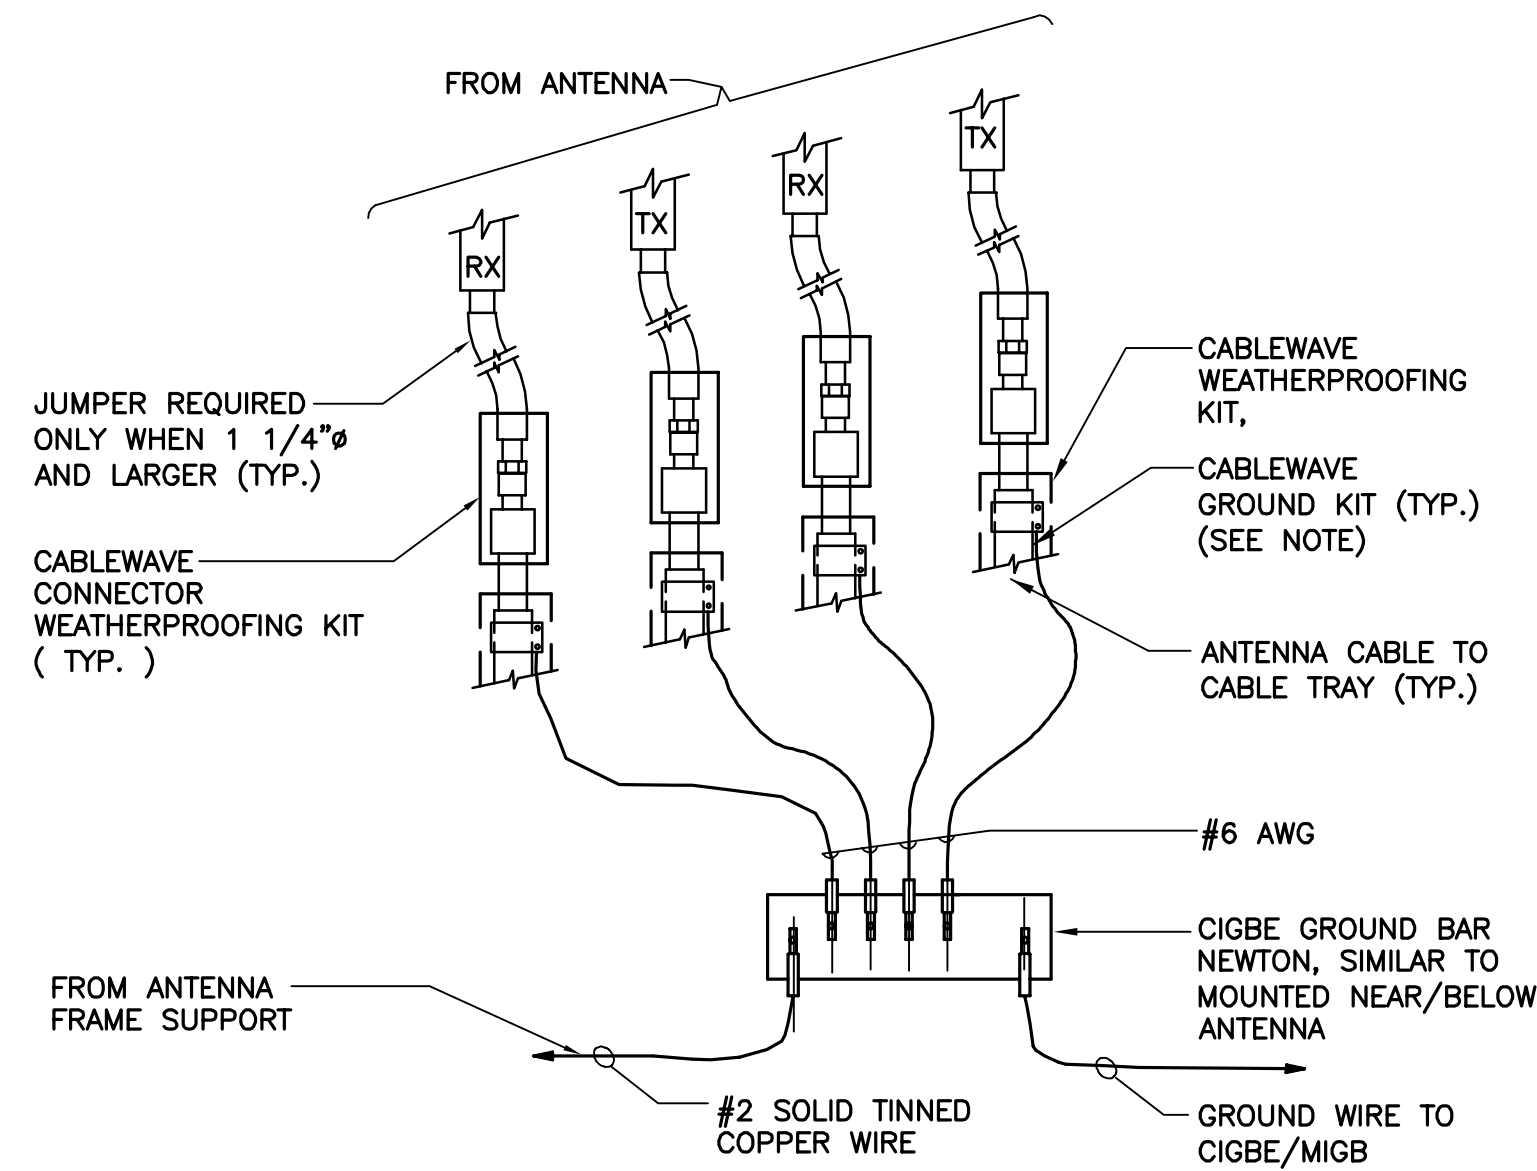 FROM ANTENNA
TX
RX
TX
RX
JUMPER REQUIRED
ONLY WHEN 1 1/4"ø
AND LARGER (TYP.)
CABLEWAVE
CONNECTOR
WEATHERPROOFING KIT
( TYP. )
CABLEWAVE
WEATHERPROOFING
KIT,
CABLEWAVE
GROUND KIT (TYP.)
(SEE NOTE)
ANTENNA CABLE TO
CABLE TRAY (TYP.)
#6 AWG
CIGBE GROUND BAR
NEWTON, SIMILAR TO
MOUNTED NEAR/BELOW
ANTENNA
FROM ANTENNA
FRAME SUPPORT
#2 SOLID TINNED
COPPER WIRE
GROUND WIRE TO
CIGBE/MIGB